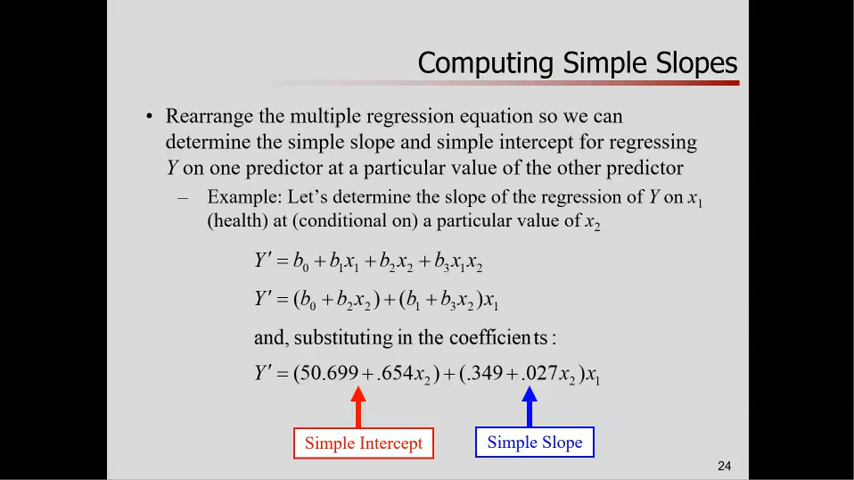 Computing Simple Slopes
• Rearrange the multiple regression equation so we can
determine the simple slope and simple intercept for regressing
Y on one predictor at a particular value of the other predictor
– Example: Let's determine the slope of the regression of Y on x₁
(health) at (conditional on) a particular value of x₂
Y′ = b₀ + b₁x₁ + b₂x₂ + b₃x₁x₂
Y′ = (b₀ + b₂x₂) + (b₁ + b₃x₂)x₁
and, substituting in the coefficients :
Y′ = (50.699 + .654x₂) + (.349 + .027x₂)x₁
Simple Intercept
Simple Slope
24